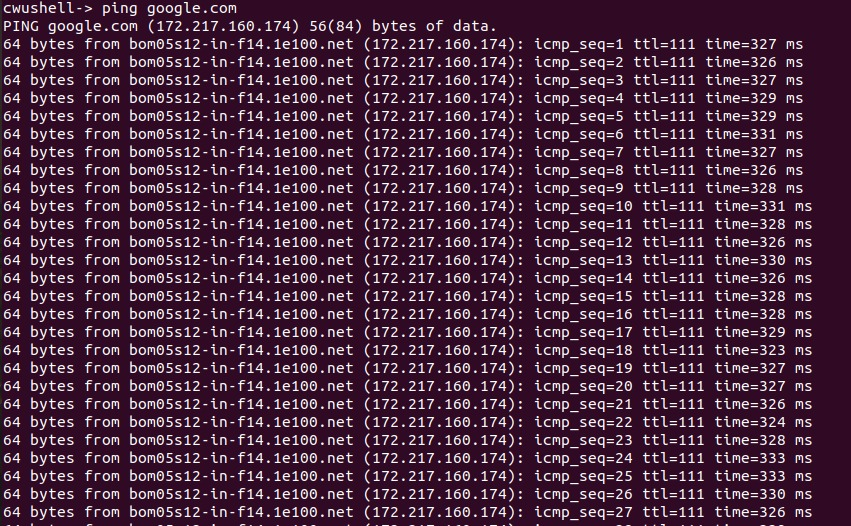 cwushell-> ping google.com
PING google.com (172.217.160.174) 56(84) bytes of data.
64 bytes from bom05s12-in-f14.1e100.net (172.217.160.174): icmp_seq=1 ttl=111 time=327 ms
64 bytes from bom05s12-in-f14.1e100.net (172.217.160.174): icmp_seq=2 ttl=111 time=326 ms
64 bytes from bom05s12-in-f14.1e100.net (172.217.160.174): icmp_seq=3 ttl=111 time=327 ms
64 bytes from bom05s12-in-f14.1e100.net (172.217.160.174): icmp_seq=4 ttl=111 time=329 ms
64 bytes from bom05s12-in-f14.1e100.net (172.217.160.174): icmp_seq=5 ttl=111 time=329 ms
64 bytes from bom05s12-in-f14.1e100.net (172.217.160.174): icmp_seq=6 ttl=111 time=331 ms
64 bytes from bom05s12-in-f14.1e100.net (172.217.160.174): icmp_seq=7 ttl=111 time=327 ms
64 bytes from bom05s12-in-f14.1e100.net (172.217.160.174): icmp_seq=8 ttl=111 time=326 ms
64 bytes from bom05s12-in-f14.1e100.net (172.217.160.174): icmp_seq=9 ttl=111 time=328 ms
64 bytes from bom05s12-in-f14.1e100.net (172.217.160.174): icmp_seq=10 ttl=111 time=331 ms
64 bytes from bom05s12-in-f14.1e100.net (172.217.160.174): icmp_seq=11 ttl=111 time=328 ms
64 bytes from bom05s12-in-f14.1e100.net (172.217.160.174): icmp_seq=12 ttl=111 time=326 ms
64 bytes from bom05s12-in-f14.1e100.net (172.217.160.174): icmp_seq=13 ttl=111 time=330 ms
64 bytes from bom05s12-in-f14.1e100.net (172.217.160.174): icmp_seq=14 ttl=111 time=326 ms
64 bytes from bom05s12-in-f14.1e100.net (172.217.160.174): icmp_seq=15 ttl=111 time=328 ms
64 bytes from bom05s12-in-f14.1e100.net (172.217.160.174): icmp_seq=16 ttl=111 time=328 ms
64 bytes from bom05s12-in-f14.1e100.net (172.217.160.174): icmp_seq=17 ttl=111 time=329 ms
64 bytes from bom05s12-in-f14.1e100.net (172.217.160.174): icmp_seq=18 ttl=111 time=323 ms
64 bytes from bom05s12-in-f14.1e100.net (172.217.160.174): icmp_seq=19 ttl=111 time=327 ms
64 bytes from bom05s12-in-f14.1e100.net (172.217.160.174): icmp_seq=20 ttl=111 time=327 ms
64 bytes from bom05s12-in-f14.1e100.net (172.217.160.174): icmp_seq=21 ttl=111 time=326 ms
64 bytes from bom05s12-in-f14.1e100.net (172.217.160.174): icmp_seq=22 ttl=111 time=324 ms
64 bytes from bom05s12-in-f14.1e100.net (172.217.160.174): icmp_seq=23 ttl=111 time=328 ms
64 bytes from bom05s12-in-f14.1e100.net (172.217.160.174): icmp_seq=24 ttl=111 time=333 ms
64 bytes from bom05s12-in-f14.1e100.net (172.217.160.174): icmp_seq=25 ttl=111 time=333 ms
64 bytes from bom05s12-in-f14.1e100.net (172.217.160.174): icmp_seq=26 ttl=111 time=330 ms
64 bytes from bom05s12-in-f14.1e100.net (172.217.160.174): icmp_seq=27 ttl=111 time=326 ms